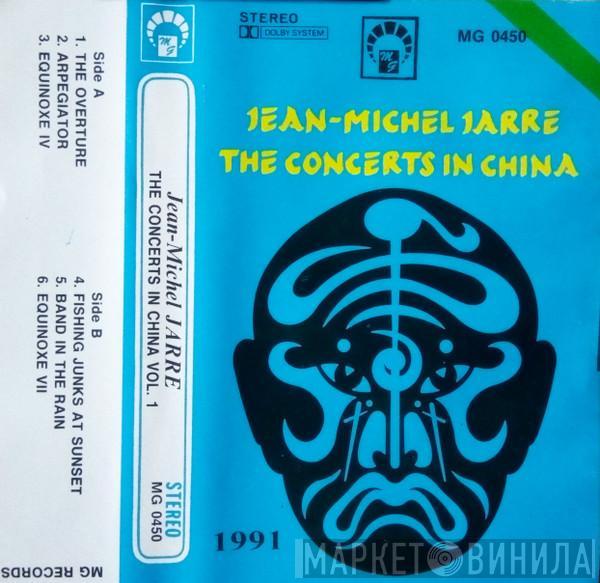 Side A
1. THE OVERTURE
2. ARPEGIATOR
3. EQUINOXE IV
Side B
4. FISHING JUNKS AT SUNSET
5. BAND IN THE RAIN
6. EQUINOXE VII
MG RECORDS
MG
Jean-Michel JARRE
THE CONCERTS IN CHINA VOL. 1
STEREO
MG 0450
STEREO
DOLBY SYSTEM
MG
MG 0450
JEAN-MICHEL JARRE
THE CONCERTS IN CHINA
1991
МАРКЕТ ВИНИЛА